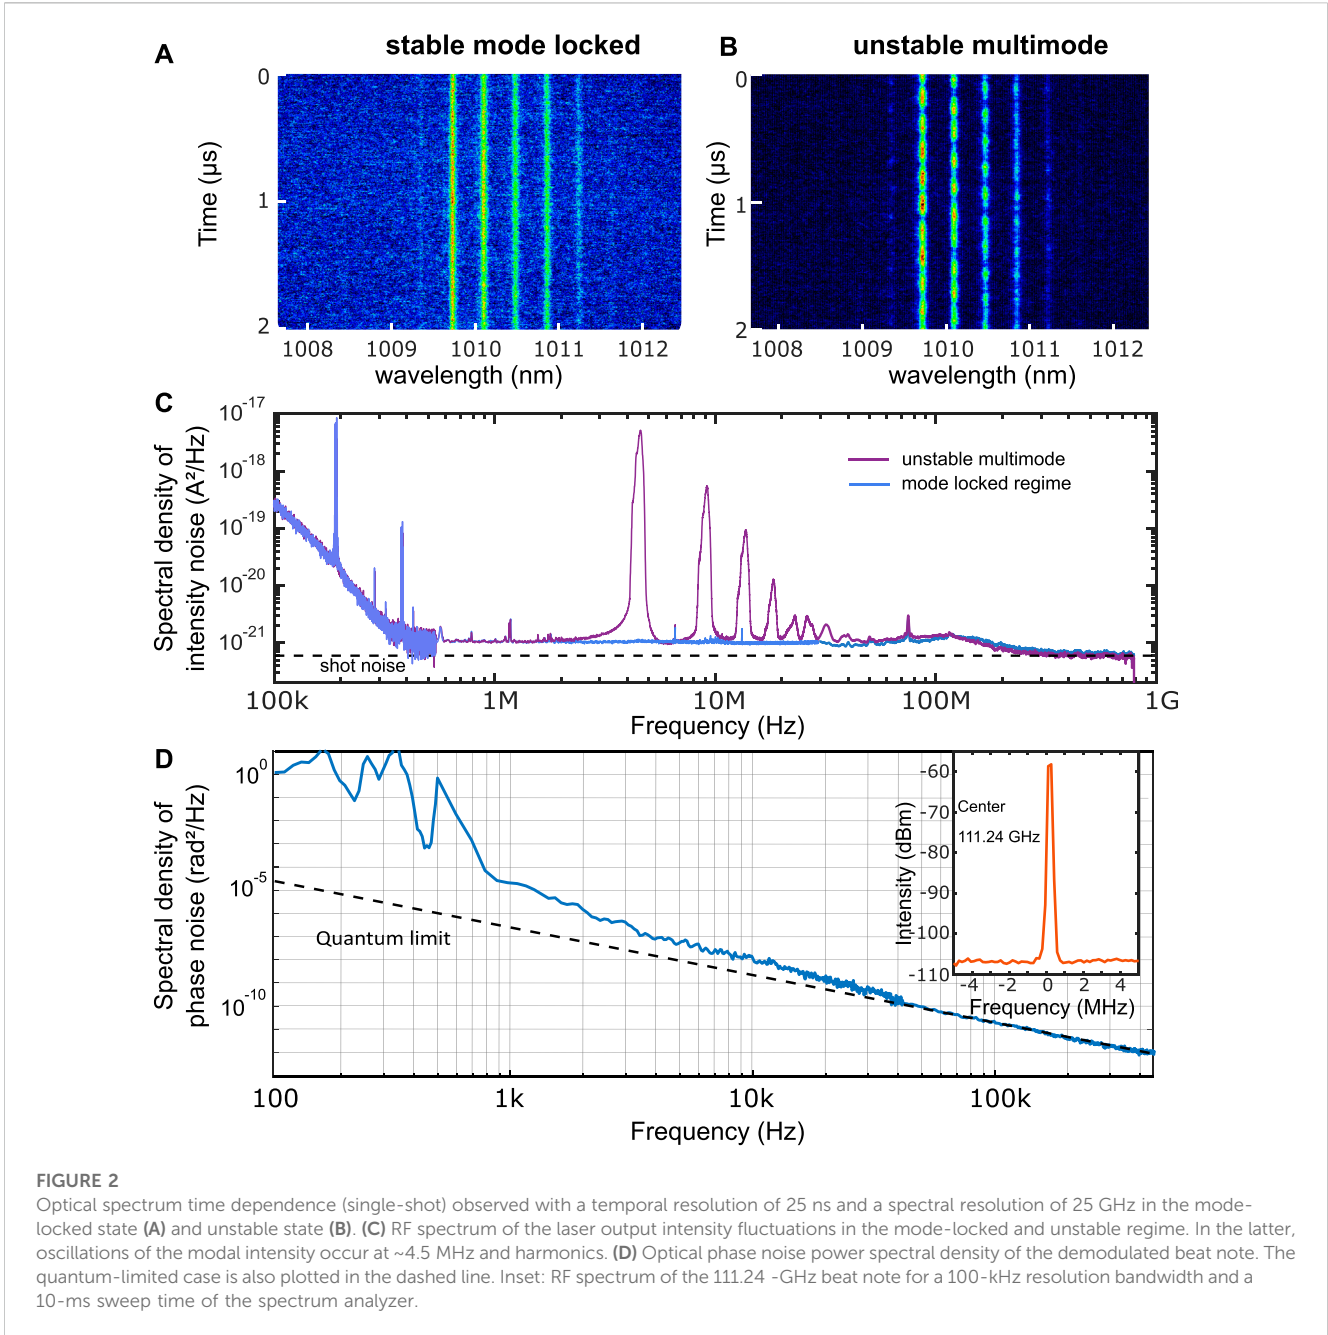 A
stable mode locked
B
unstable multimode
0
1
2
Time (µs)
1008 1009 1010 1011 1012
wavelength (nm)
0
1
2
Time (µs)
1008 1009 1010 1011 1012
wavelength (nm)
C
Spectral density of
intensity noise (A²/Hz)
10-17
10-18
10-19
10-20
10-21
unstable multimode
mode locked regime
shot noise
100k 1M 10M 100M 1G
Frequency (Hz)
D
Spectral density of
phase noise (rad²/Hz)
10⁰
10-5
10-10
Quantum limit
100 1k 10k 100k
Frequency (Hz)
Intensity (dBm)
-60
-70
-80
-90
-100
-110
Center
111.24 GHz
-4 -2 0 2 4
Frequency (MHz)
FIGURE 2
Optical spectrum time dependence (single-shot) observed with a temporal resolution of 25 ns and a spectral resolution of 25 GHz in the mode-
locked state (A) and unstable state (B). (C) RF spectrum of the laser output intensity fluctuations in the mode-locked and unstable regime. In the latter,
oscillations of the modal intensity occur at ~4.5 MHz and harmonics. (D) Optical phase noise power spectral density of the demodulated beat note. The
quantum-limited case is also plotted in the dashed line. Inset: RF spectrum of the 111.24 -GHz beat note for a 100-kHz resolution bandwidth and a
10-ms sweep time of the spectrum analyzer.